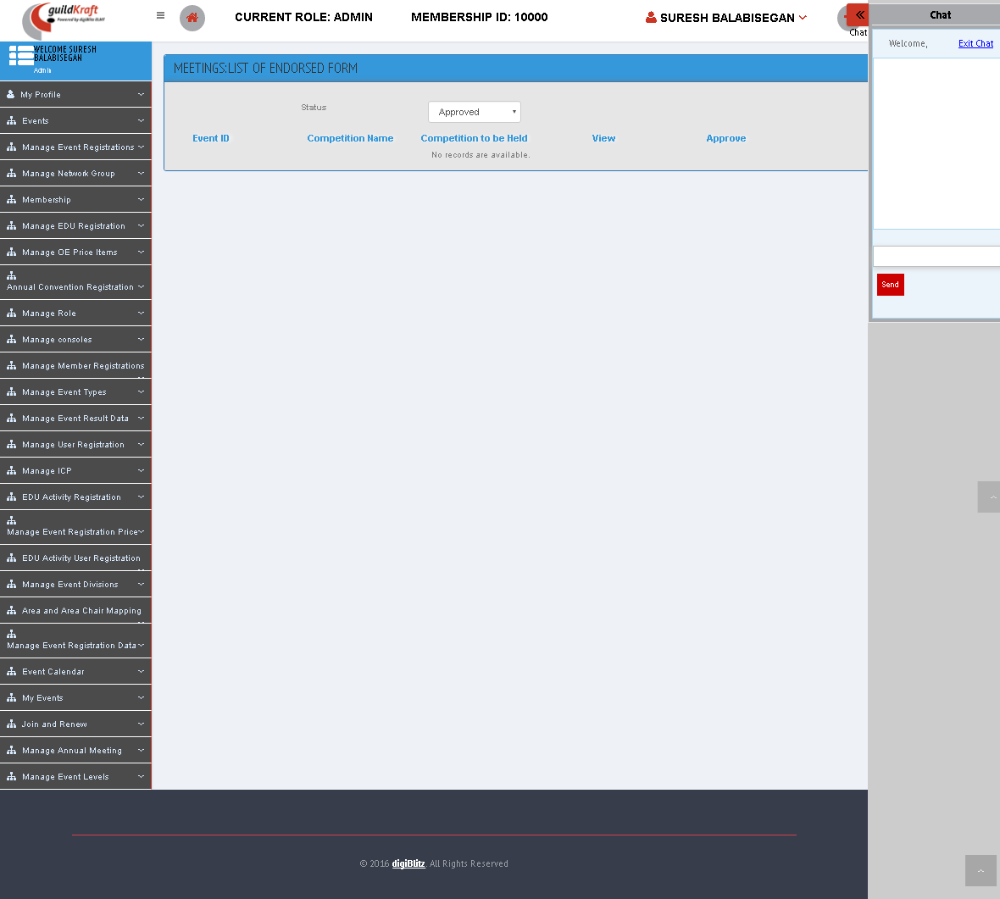 guildKraft
Powered by digiBlitz ELMT
CURRENT ROLE: ADMIN
MEMBERSHIP ID: 10000
SURESH BALABISEGAN
Chat
Chat
WELCOME SURESH
BALABISEGAN
Admin
Welcome,
Exit Chat
Send
MEETINGS:LIST OF ENDORSED FORM
Status
Approved
Event ID
Competition Name
Competition to be Held
View
Approve
No records are available.
My Profile
Events
Manage Event Registrations
Manage Network Group
Membership
Manage EDU Registration
Manage OE Price Items
Annual Convention Registration
Manage Role
Manage consoles
Manage Member Registrations
Manage Event Types
Manage Event Result Data
Manage User Registration
Manage ICP
EDU Activity Registration
Manage Event Registration Price
EDU Activity User Registration
Manage Event Divisions
Area and Area Chair Mapping
Manage Event Registration Data
Event Calendar
My Events
Join and Renew
Manage Annual Meeting
Manage Event Levels
© 2016 digiBlitz. All Rights Reserved